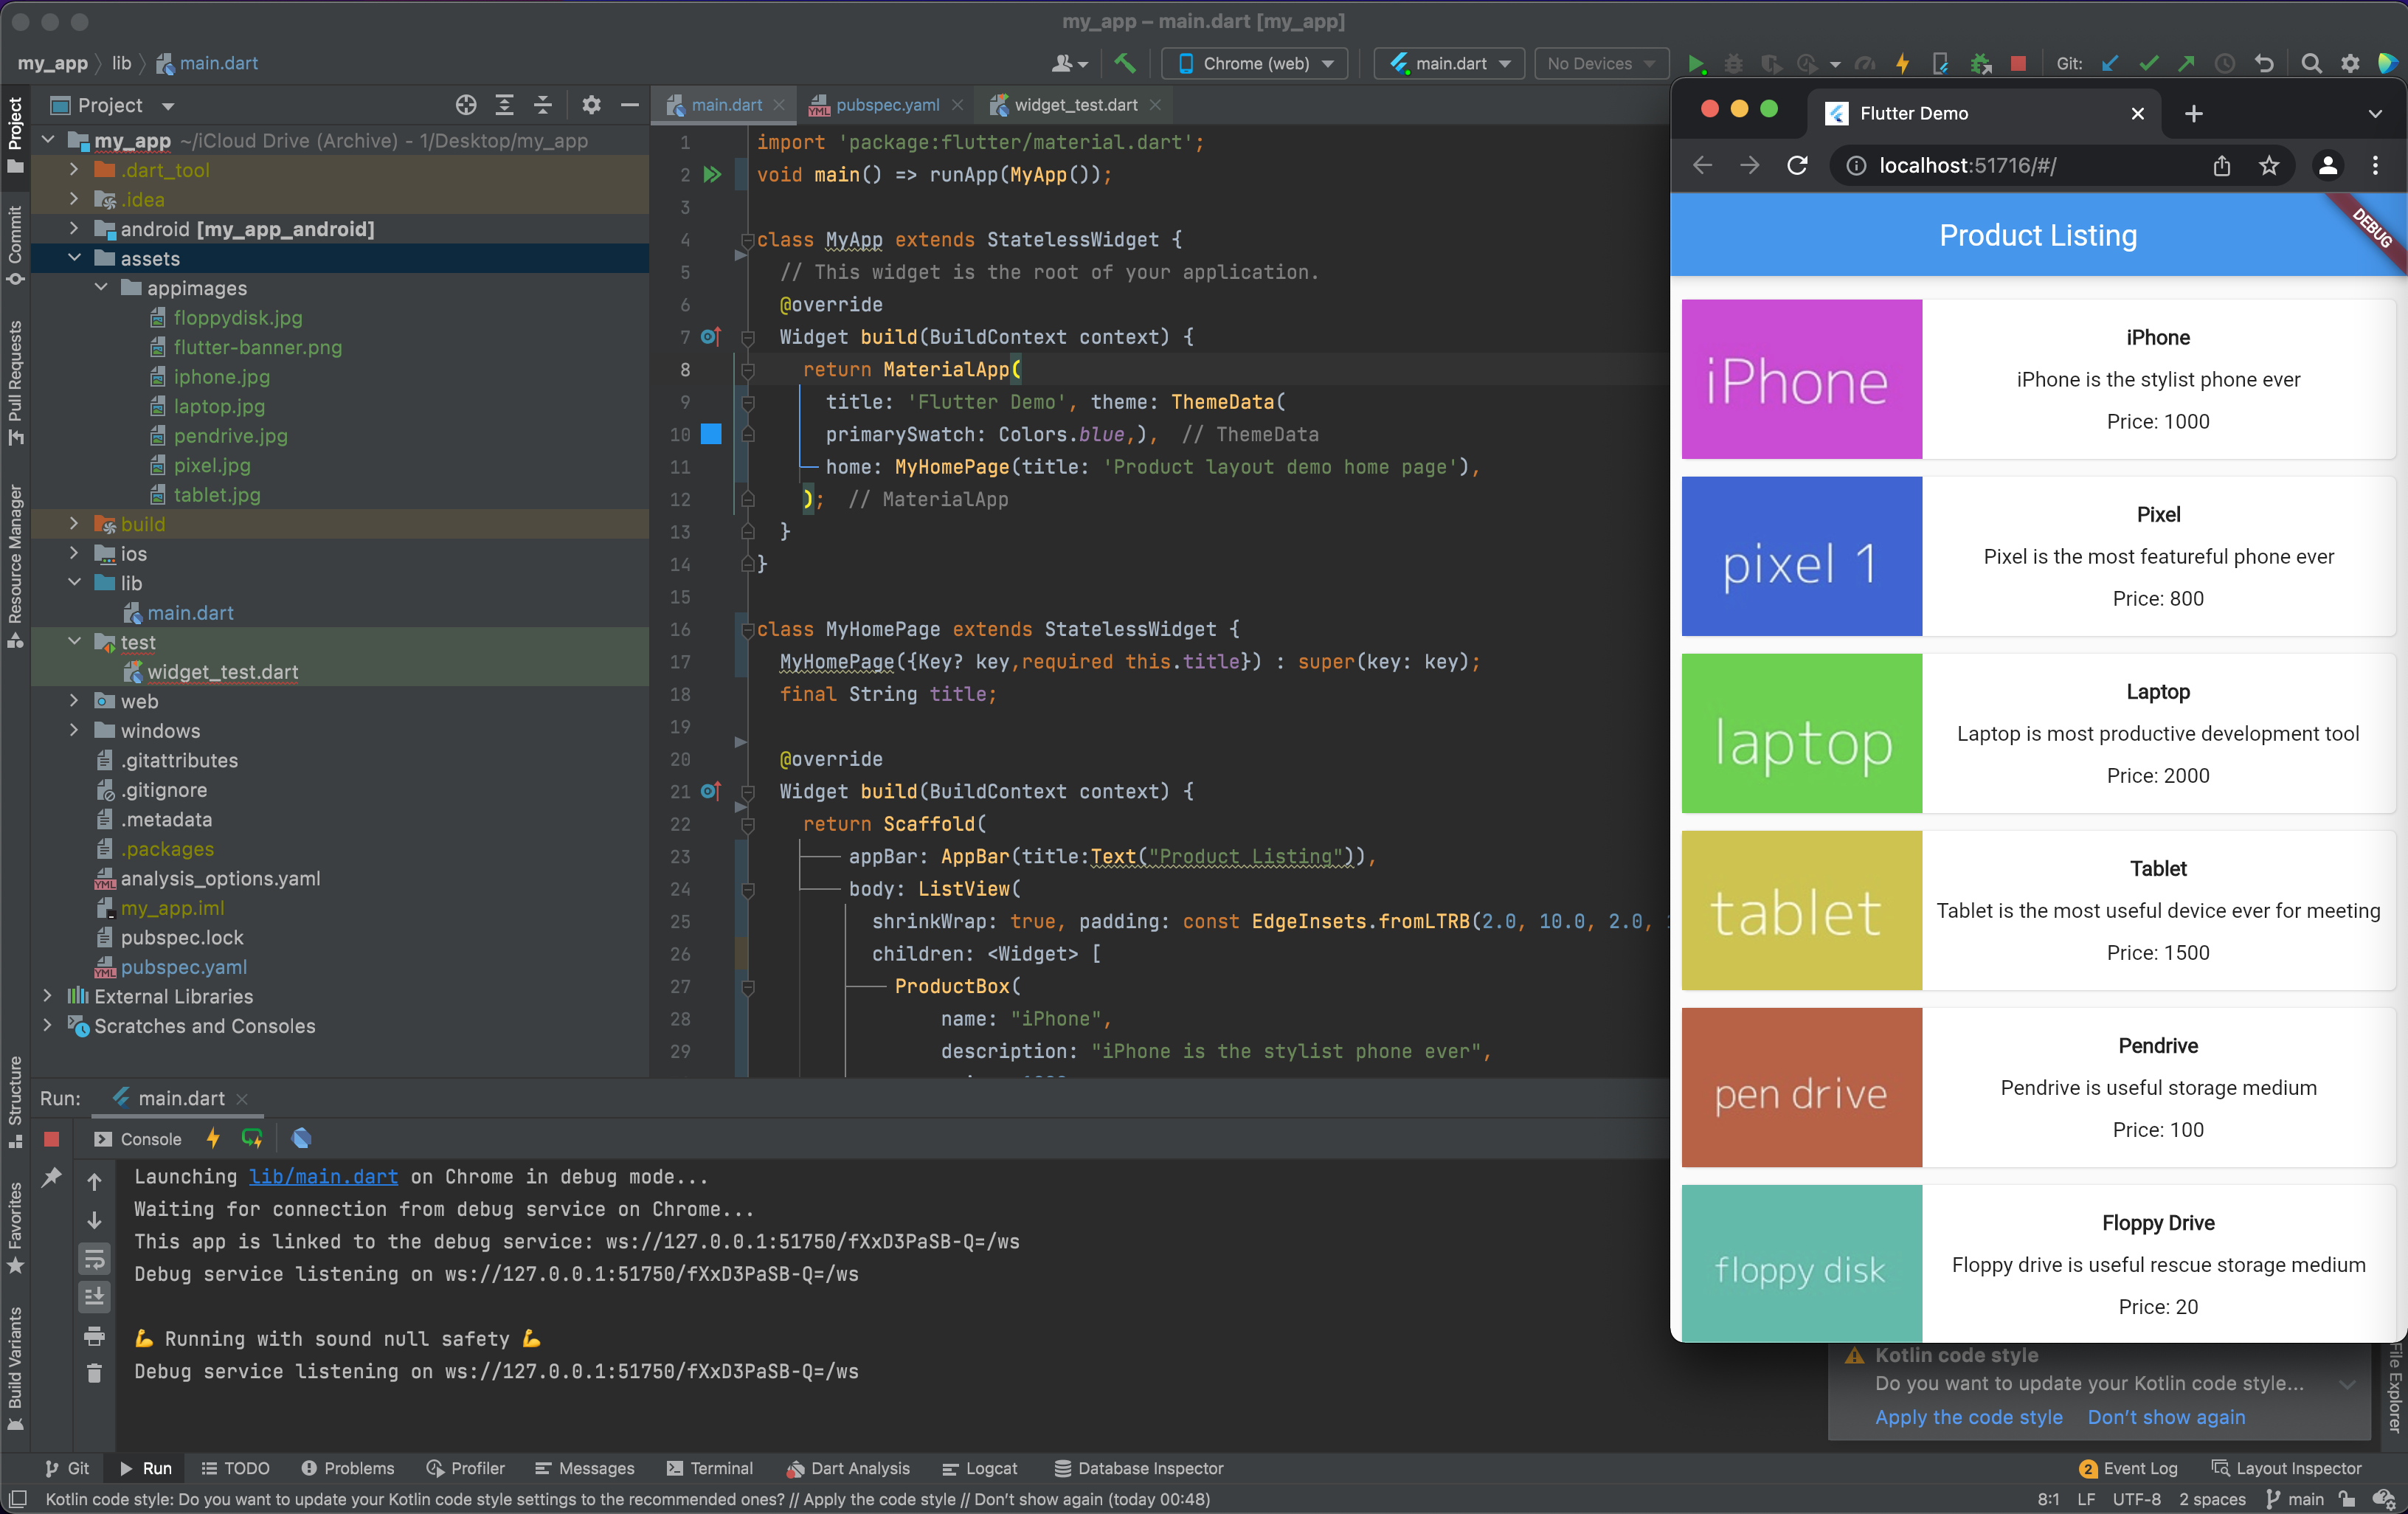 my_app – main.dart [my_app]
my_app lib main.dart
Chrome (web) main.dart No Devices Git:
Project
my_app ~/iCloud Drive (Archive) - 1/Desktop/my_app
.dart_tool
.idea
android [my_app_android]
assets
appimages
floppydisk.jpg
flutter-banner.png
iphone.jpg
laptop.jpg
pendrive.jpg
pixel.jpg
tablet.jpg
build
ios
lib
main.dart
test
widget_test.dart
web
windows
.gitattributes
.gitignore
.metadata
.packages
YML analysis_options.yaml
my_app.iml
pubspec.lock
YML pubspec.yaml
External Libraries
Scratches and Consoles
Project
Commit
Pull Requests
Resource Manager
Structure
Favorites
Build Variants
main.dart YML pubspec.yaml widget_test.dart
1 import 'package:flutter/material.dart';
2 void main() => runApp(MyApp());
3
4 class MyApp extends StatelessWidget {
5 // This widget is the root of your application.
6 @override
7 Widget build(BuildContext context) {
8 return MaterialApp(
9 title: 'Flutter Demo', theme: ThemeData(
10 primarySwatch: Colors.blue,), // ThemeData
11 home: MyHomePage(title: 'Product layout demo home page'),
12 ); // MaterialApp
13 }
14 }
15
16 class MyHomePage extends StatelessWidget {
17 MyHomePage({Key? key,required this.title}) : super(key: key);
18 final String title;
19
20 @override
21 Widget build(BuildContext context) {
22 return Scaffold(
23 appBar: AppBar(title:Text("Product Listing")),
24 body: ListView(
25 shrinkWrap: true, padding: const EdgeInsets.fromLTRB(2.0, 10.0, 2.0,
26 children: <Widget> [
27 ProductBox(
28 name: "iPhone",
29 description: "iPhone is the stylist phone ever",
Flutter Demo
localhost:51716/#/
Product Listing
DEBUG
iPhone
iPhone
iPhone is the stylist phone ever
Price: 1000
pixel 1
Pixel
Pixel is the most featureful phone ever
Price: 800
laptop
Laptop
Laptop is most productive development tool
Price: 2000
tablet
Tablet
Tablet is the most useful device ever for meeting
Price: 1500
pen drive
Pendrive
Pendrive is useful storage medium
Price: 100
floppy disk
Floppy Drive
Floppy drive is useful rescue storage medium
Price: 20
Run: main.dart
Console
Launching lib/main.dart on Chrome in debug mode...
Waiting for connection from debug service on Chrome...
This app is linked to the debug service: ws://127.0.0.1:51750/fXxD3PaSB-Q=/ws
Debug service listening on ws://127.0.0.1:51750/fXxD3PaSB-Q=/ws
💪 Running with sound null safety 💪
Debug service listening on ws://127.0.0.1:51750/fXxD3PaSB-Q=/ws
Kotlin code style
Do you want to update your Kotlin code style...
Apply the code style Don't show again
File Explorer
Git Run TODO Problems Profiler Messages Terminal Dart Analysis Logcat Database Inspector 2 Event Log Layout Inspector
Kotlin code style: Do you want to update your Kotlin code style settings to the recommended ones? // Apply the code style // Don't show again (today 00:48) 8:1 LF UTF-8 2 spaces main